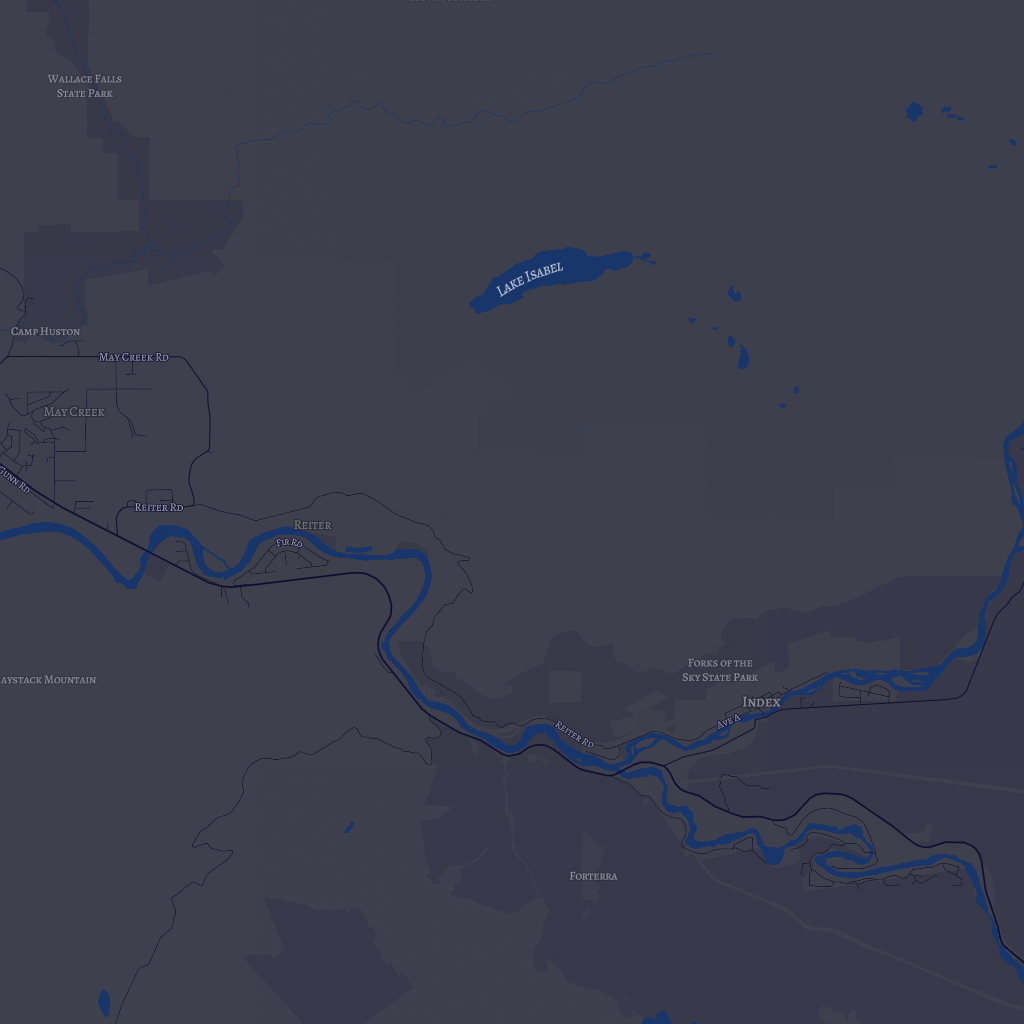 Wallace Falls
State Park
Lake Isabel
Camp Huston
May Creek Rd
May Creek
Gunn Rd
Reiter Rd
Reiter
Fir Rd
Forks of the
Sky State Park
aystack Mountain
Index
Ave A
Reiter Rd
Forterra